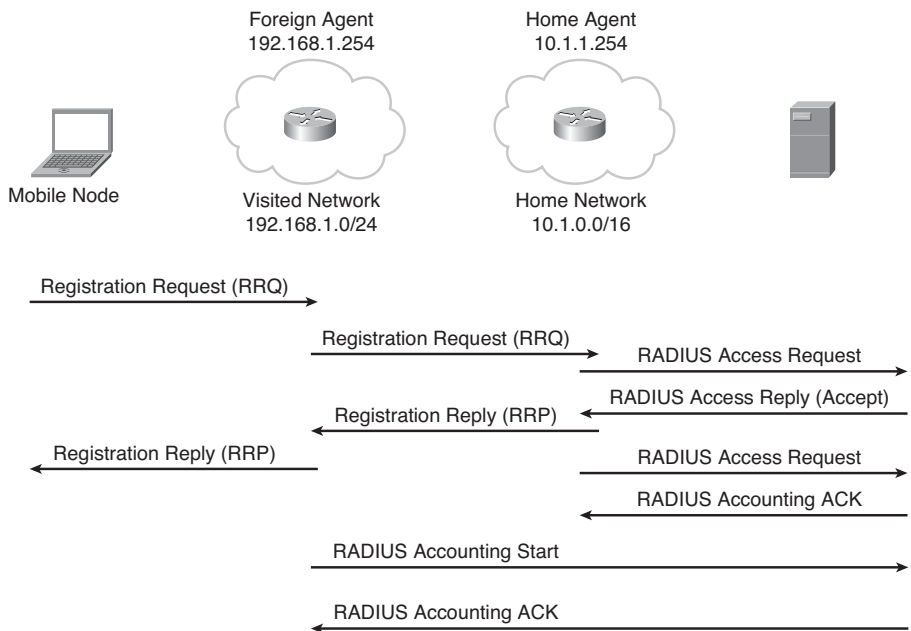 Foreign Agent
192.168.1.254
Home Agent
10.1.1.254
Mobile Node
Visited Network
192.168.1.0/24
Home Network
10.1.0.0/16
Registration Request (RRQ)
Registration Request (RRQ)
RADIUS Access Request
RADIUS Access Reply (Accept)
Registration Reply (RRP)
Registration Reply (RRP)
RADIUS Access Request
RADIUS Accounting ACK
RADIUS Accounting Start
RADIUS Accounting ACK